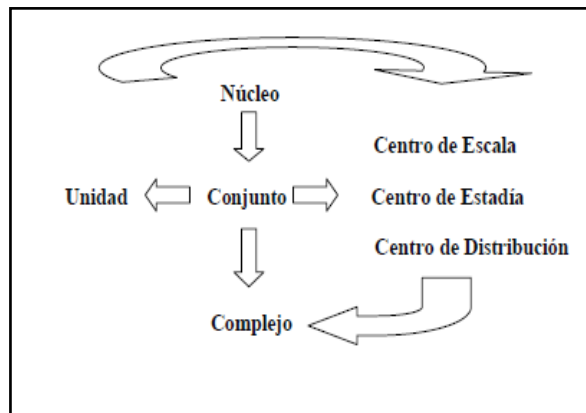 Núcleo
Centro de Escala
Unidad Conjunto Centro de Estadía
Centro de Distribución
Complejo